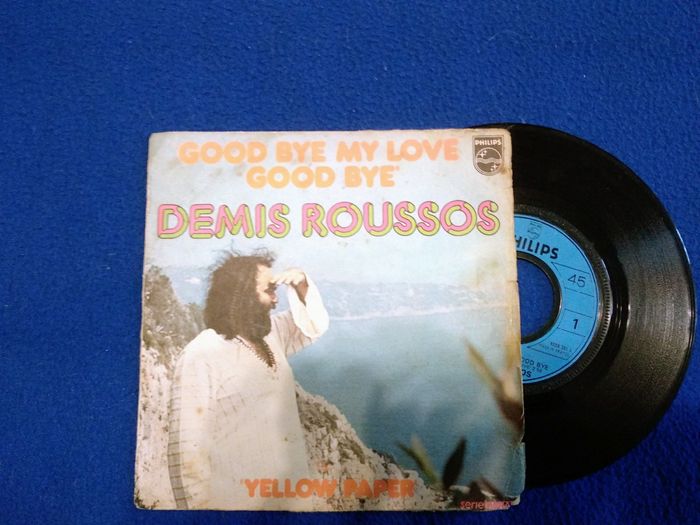 GOOD BYE MY LOVE
GOOD BYE
PHILIPS
DEMIS ROUSSOS
'YELLOW PAPER'
PHILIPS
45
1